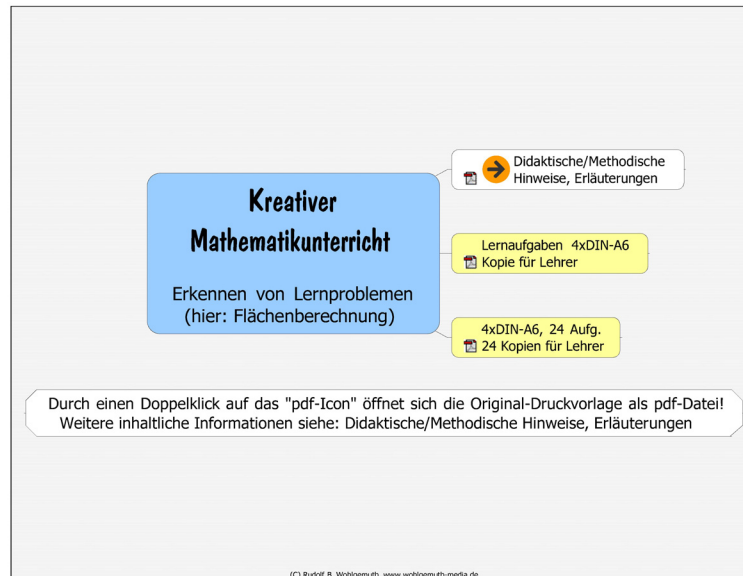 Kreativer
Mathematikunterricht
Erkennen von Lernproblemen
(hier: Flächenberechnung)
Didaktische/Methodische
Hinweise, Erläuterungen
Lernaufgaben 4xDIN-A6
Kopie für Lehrer
4xDIN-A6, 24 Aufg.
24 Kopien für Lehrer
Durch einen Doppelklick auf das "pdf-Icon" öffnet sich die Original-Druckvorlage als pdf-Datei!
Weitere inhaltliche Informationen siehe: Didaktische/Methodische Hinweise, Erläuterungen
(C) Rudolf B. Wohlgemuth, www.wohlgemuth-media.de